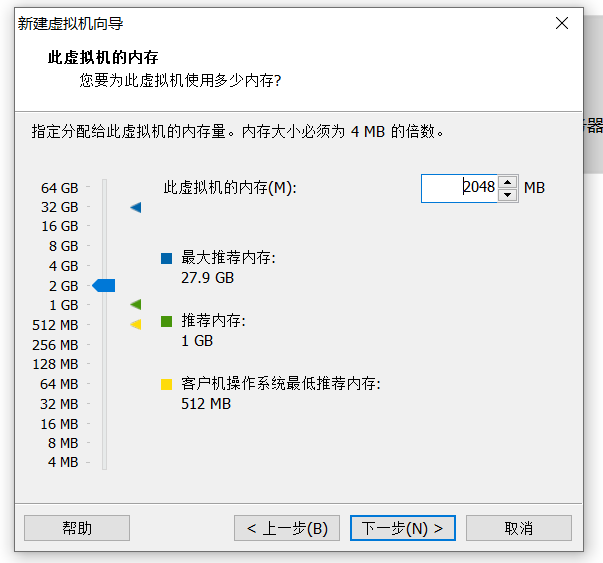 新建虚拟机向导
此虚拟机的内存
您要为此虚拟机使用多少内存?
指定分配给此虚拟机的内存量。内存大小必须为 4 MB 的倍数。
器
64 GB
此虚拟机的内存(M):
2048
MB
32 GB
16 GB
8 GB
最大推荐内存:
4 GB
27.9 GB
2 GB
1 GB
推荐内存:
512 MB
1 GB
256 MB
128 MB
64 MB
客户机操作系统最低推荐内存:
32 MB
512 MB
16 MB
8 MB
4 MB
帮助
< 上一步(B)
下一步(N) >
取消